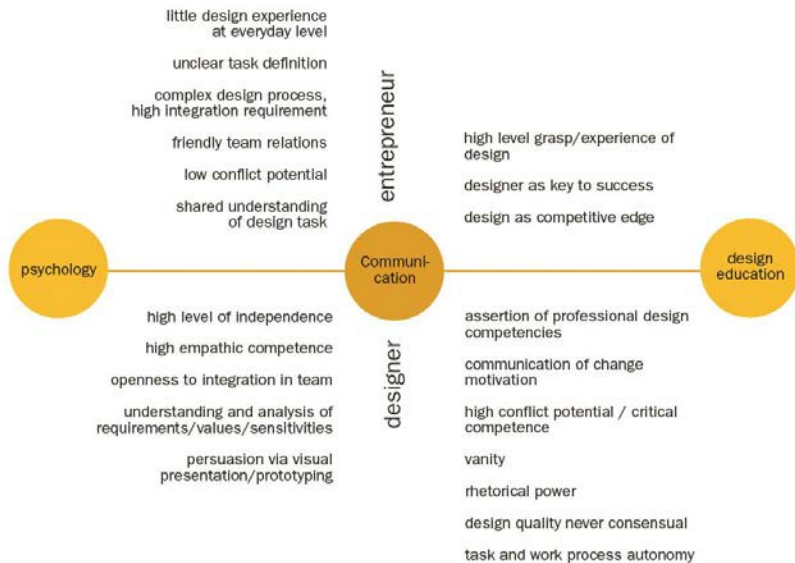 little design experience
at everyday level
unclear task definition
complex design process,
high integration requirement
friendly team relations
low conflict potential
shared understanding
of design task
entrepreneur
high level grasp/experience of
design
designer as key to success
design as competitive edge
psychology
Communi-
cation
design
education
high level of independence
high empathic competence
openness to integration in team
understanding and analysis of
requirements/values/sensitivities
persuasion via visual
presentation/prototyping
designer
assertion of professional design
competencies
communication of change
motivation
high conflict potential / critical
competence
vanity
rhetorical power
design quality never consensual
task and work process autonomy